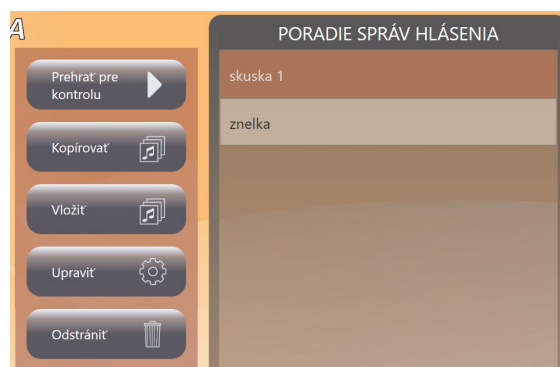 A
PORADIE SPRÁV HLÁSENIA
Prehrať pre
kontrolu
Kopírovať
Vložiť
Upraviť
Odstrániť
skuska 1
znelka